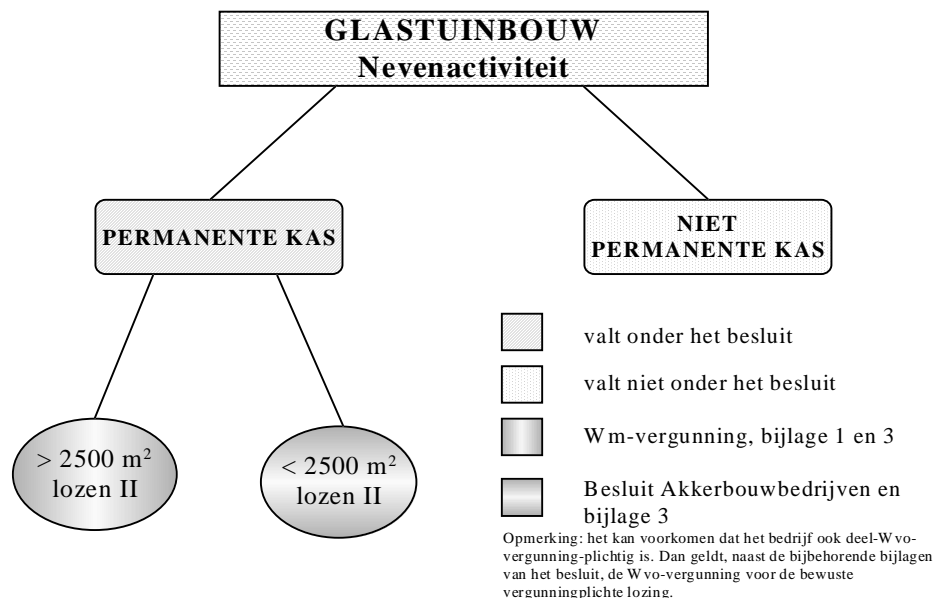 GLASTUINBOUW
Nevenactiviteit
PERMANENTE KAS
NIET
PERMANENTE KAS
> 2500 m²
lozen II
< 2500 m²
lozen II
valt onder het besluit
valt niet onder het besluit
Wm-vergunning, bijlage 1 en 3
Besluit Akkerbouwbedrijven en
bijlage 3
Opmerking: het kan voorkomen dat het bedrijf ook deel-Wvo-
vergunning-plichtig is. Dan geldt, naast de bijbehorende bijlagen
van het besluit, de Wvo-vergunning voor de bewuste
vergunningplichte lozing.